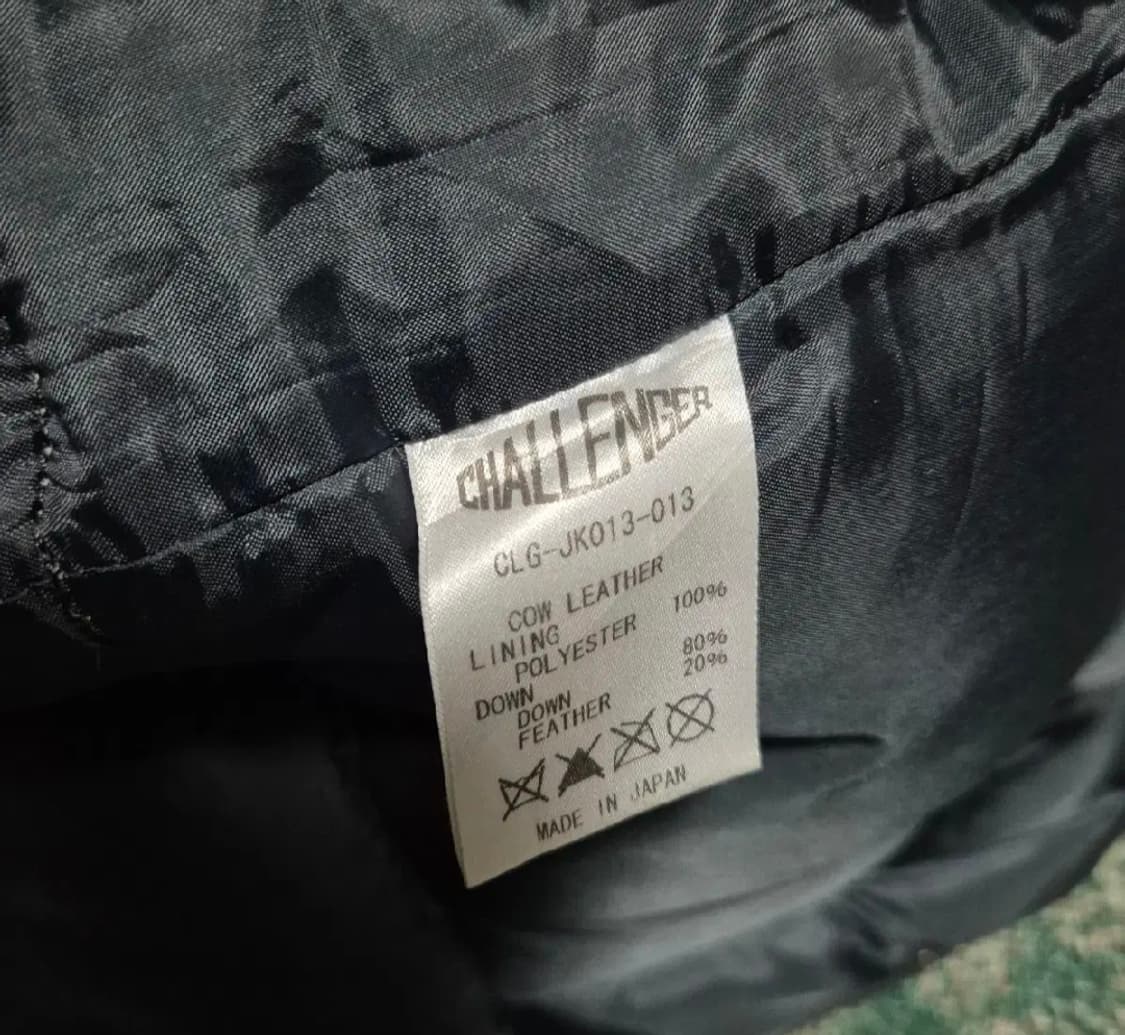 CHALLENGER
CLG-JK013-013
COW LEATHER
LINING
POLYESTER 100%
DOWN
DOWN 80%
FEATHER 20%
MADE IN JAPAN